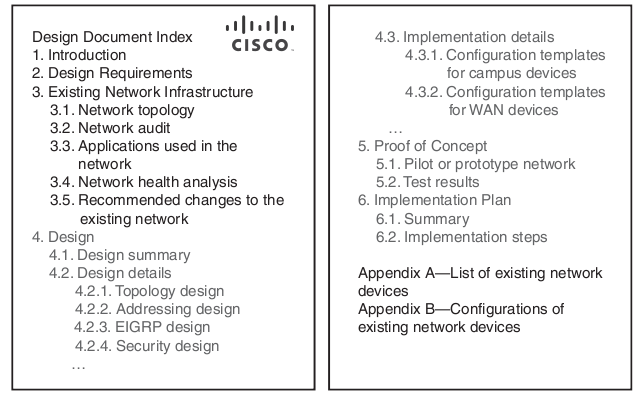 Design Document Index
CISCO
1. Introduction
2. Design Requirements
3. Existing Network Infrastructure
3.1. Network topology
3.2. Network audit
3.3. Applications used in the
network
3.4. Network health analysis
3.5. Recommended changes to the
existing network
4. Design
4.1. Design summary
4.2. Design details
4.2.1. Topology design
4.2.2. Addressing design
4.2.3. EIGRP design
4.2.4. Security design
…
4.3. Implementation details
4.3.1. Configuration templates
for campus devices
4.3.2. Configuration templates
for WAN devices
…
5. Proof of Concept
5.1. Pilot or prototype network
5.2. Test results
6. Implementation Plan
6.1. Summary
6.2. Implementation steps
Appendix A—List of existing network
devices
Appendix B—Configurations of
existing network devices